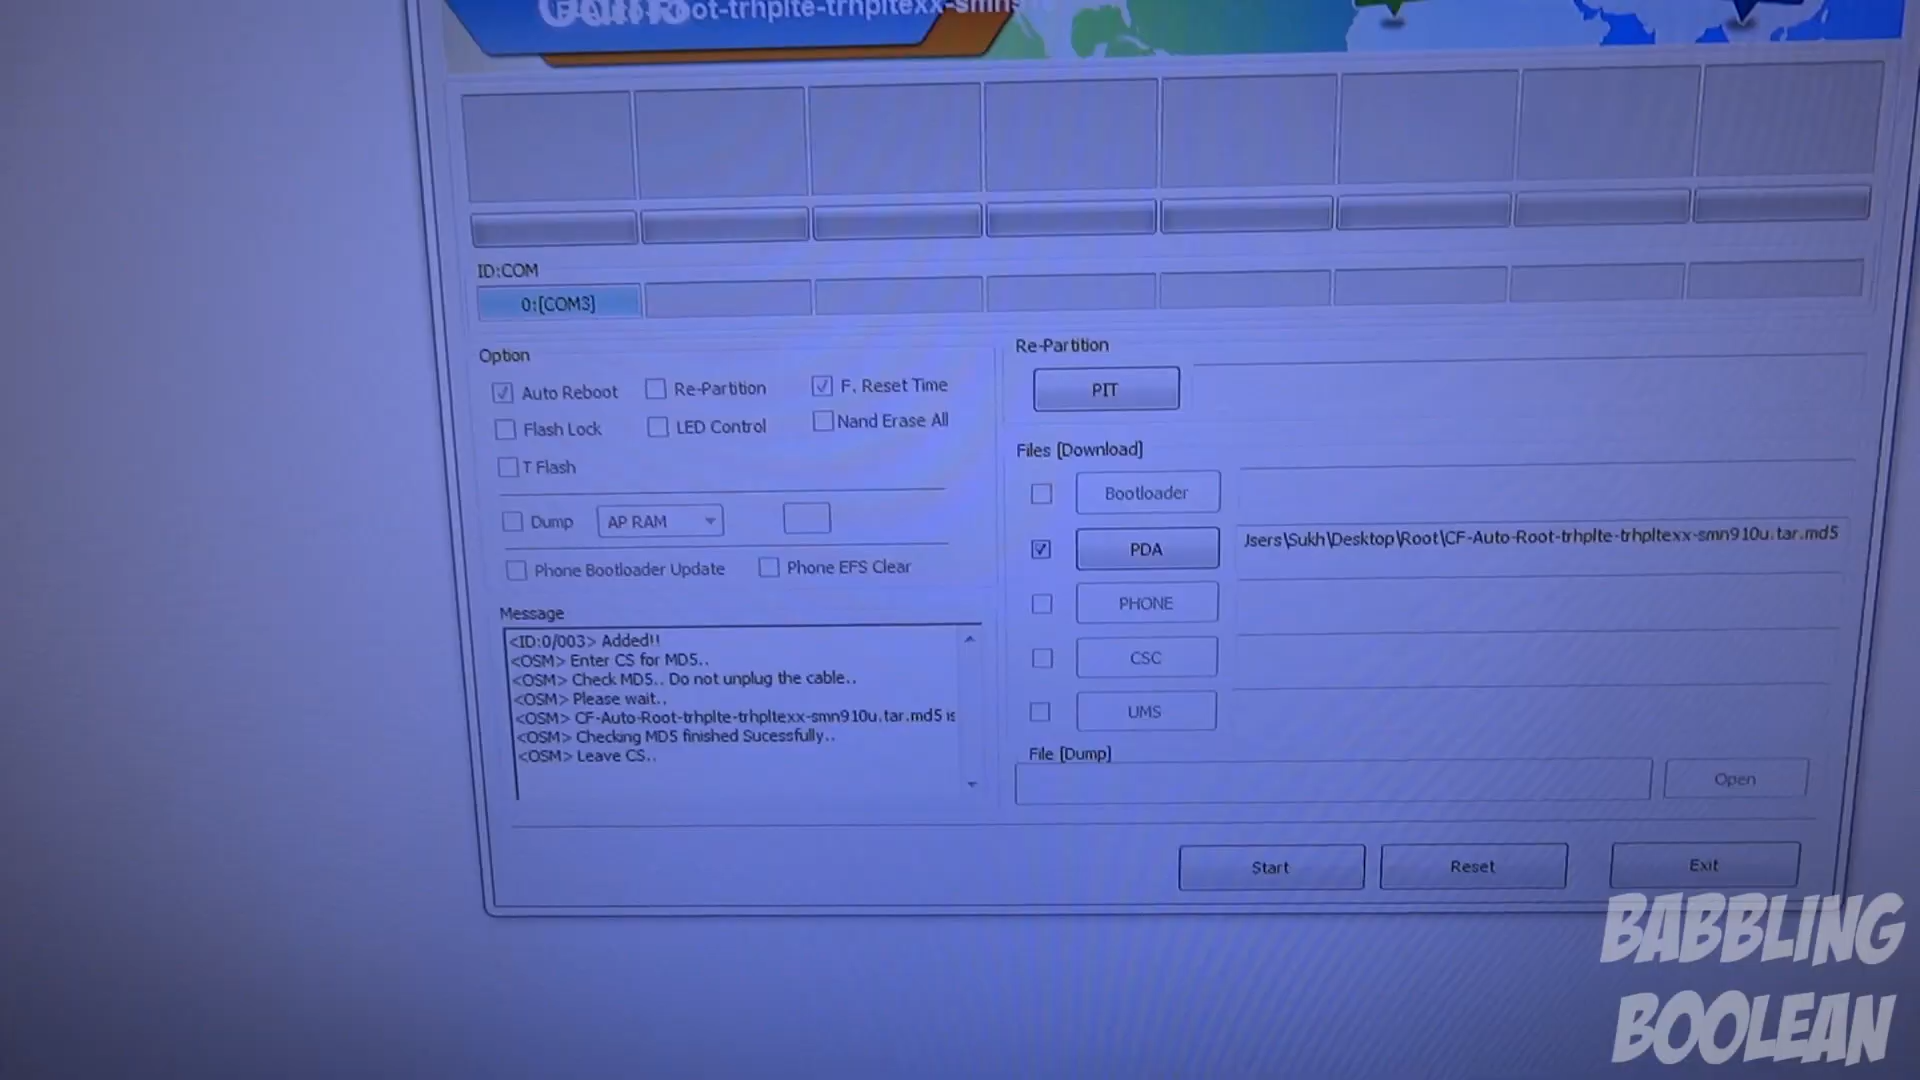 Root-trhplte-trhpltexx-smn9
ID:COM
0:[COM3]
Option
Auto Reboot
Re-Partition
F. Reset Time
Flash Lock
LED Control
Nand Erase All
T Flash
Dump
AP RAM
Phone Bootloader Update
Phone EFS Clear
Message
<ID:0/003> Added!!
<OSM> Enter CS for MD5..
<OSM> Check MD5.. Do not unplug the cable..
<OSM> Please wait..
<OSM> CF-Auto-Root-trhplte-trhpltexx-smn910u.tar.md5 is
<OSM> Checking MD5 finished Sucessfully..
<OSM> Leave CS..
Re-Partition
PIT
Files [Download]
Bootloader
PDA
Jsers\Sukh\Desktop\Root\CF-Auto-Root-trhplte-trhpltexx-smn910u.tar.md5
PHONE
CSC
UMS
File [Dump]
Open
Start
Reset
Exit
BABBLING
BOOLEAN